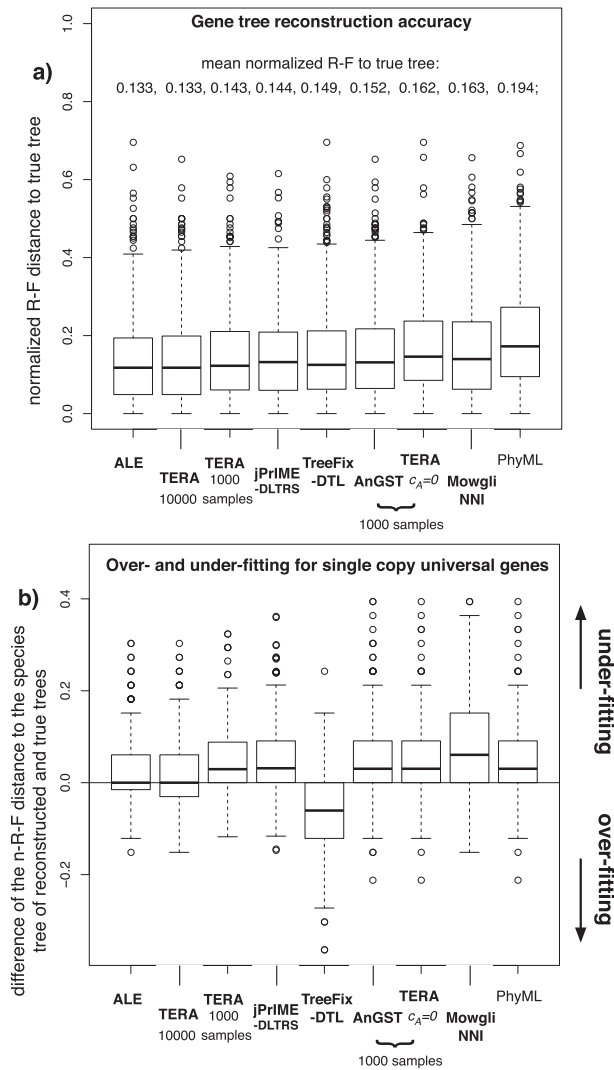 Gene tree reconstruction accuracy
a)
mean normalized R-F to true tree:
0.133, 0.133, 0.143, 0.144, 0.149, 0.152, 0.162, 0.163, 0.194;
normalized R-F distance to true tree
1.0
0.8
0.6
0.4
0.2
0.0
ALE
TERA
10000
TERA
1000
samples
jPrIME
-DLTRS
TreeFix
-DTL
AnGST
TERA
c_A=0
1000 samples
Mowgli
NNI
PhyML
Over- and under-fitting for single copy universal genes
b)
difference of the n-R-F distance to the species
tree of reconstructed and true trees
0.4
0.2
0.0
−0.2
under-fitting
over-fitting
ALE
TERA
10000
TERA
1000
samples
jPrIME
-DLTRS
TreeFix
-DTL
AnGST
TERA
c_A=0
1000 samples
Mowgli
NNI
PhyML